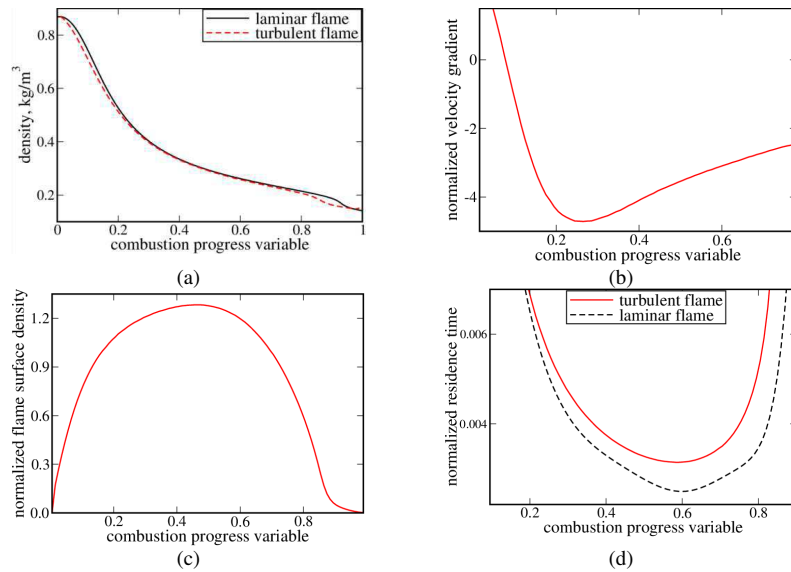 laminar flame
turbulent flame
0.8
0.6
0.4
0.2
0
0.2
0.4
0.6
0.8
1
density, kg/m³
combustion progress variable
(a)
0
-2
-4
0.2
0.4
0.6
normalized velocity gradient
combustion progress variable
(b)
1.2
0.9
0.6
0.3
0.0
0.2
0.4
0.6
0.8
normalized flame surface density
combustion progress variable
(c)
turbulent flame
laminar flame
0.006
0.004
0.2
0.4
0.6
0.8
normalized residence time
combustion progress variable
(d)